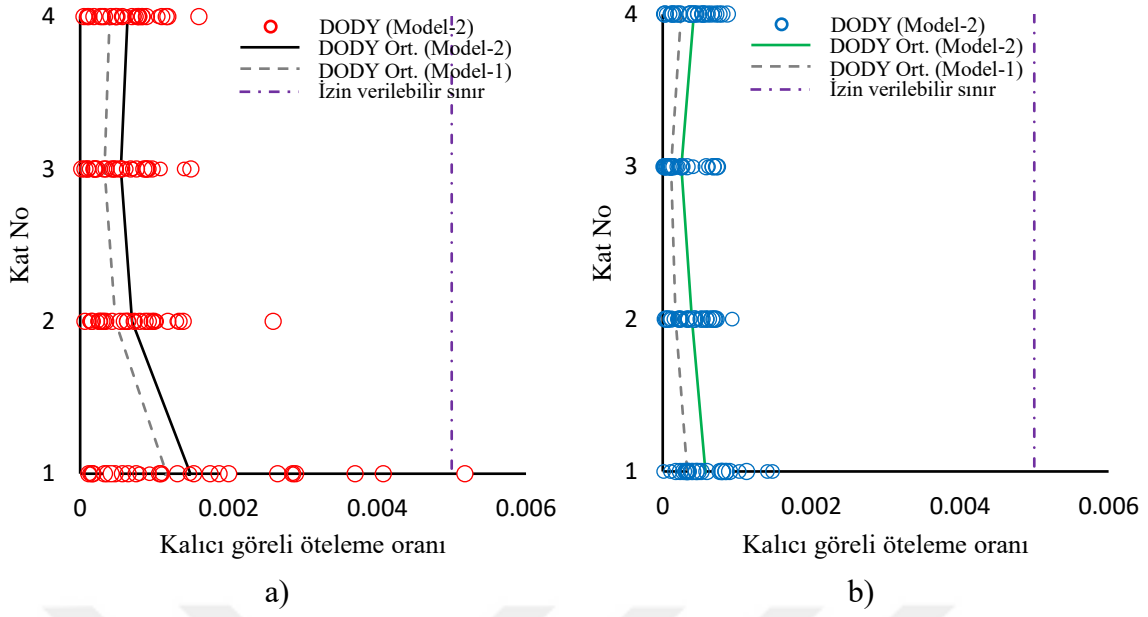 4
3
2
1
Kat No
DODY (Model-2)
DODY Ort. (Model-2)
DODY Ort. (Model-1)
İzin verilebilir sınır
0
0.002
0.004
0.006
Kalıcı göreli öteleme oranı
a)
4
3
2
1
Kat No
DODY (Model-2)
DODY Ort. (Model-2)
DODY Ort. (Model-1)
İzin verilebilir sınır
0
0.002
0.004
0.006
Kalıcı göreli öteleme oranı
b)